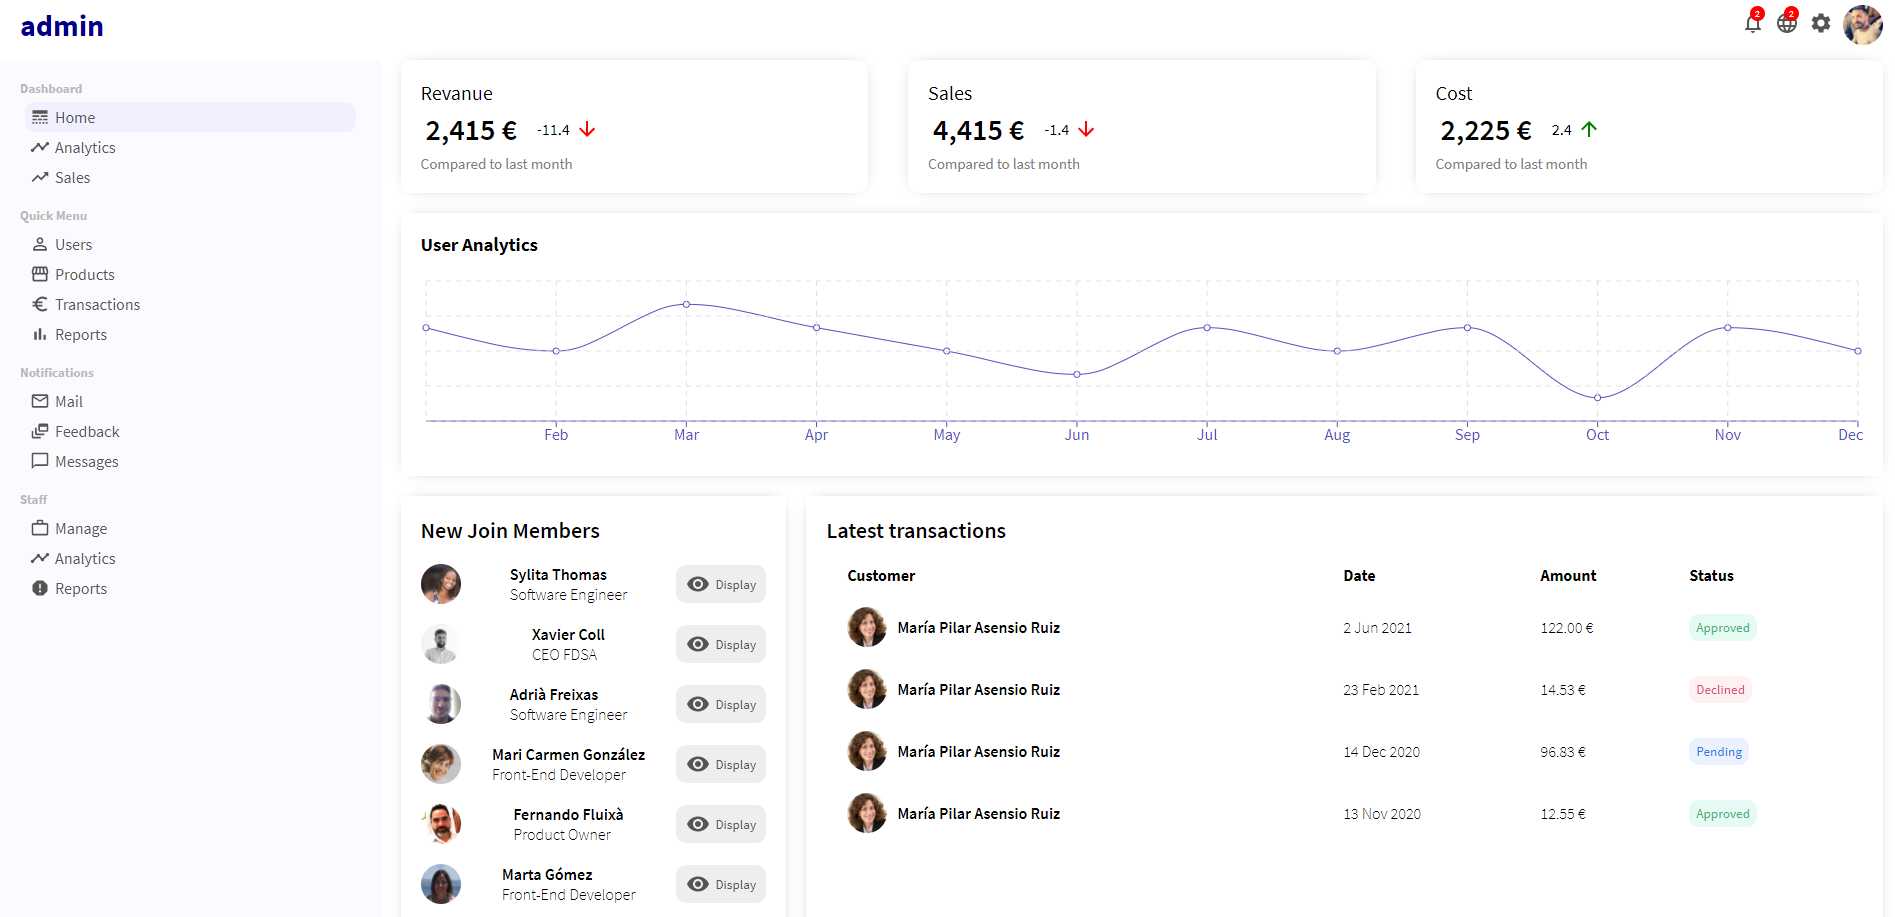 admin
2
2
Dashboard
Home
Analytics
Sales
Quick Menu
Users
Products
Transactions
Reports
Notifications
Mail
Feedback
Messages
Staff
Manage
Analytics
Reports
Revanue
2,415 € -11.4
Compared to last month
Sales
4,415 € -1.4
Compared to last month
Cost
2,225 € 2.4
Compared to last month
User Analytics
Feb Mar Apr May Jun Jul Aug Sep Oct Nov Dec
New Join Members
Sylita Thomas
Software Engineer
Display
Xavier Coll
CEO FDSA
Display
Adrià Freixas
Software Engineer
Display
Mari Carmen González
Front-End Developer
Display
Fernando Fluixà
Product Owner
Display
Marta Gómez
Front-End Developer
Display
Latest transactions
Customer Date Amount Status
María Pilar Asensio Ruiz 2 Jun 2021 122.00 € Approved
María Pilar Asensio Ruiz 23 Feb 2021 14.53 € Declined
María Pilar Asensio Ruiz 14 Dec 2020 96.83 € Pending
María Pilar Asensio Ruiz 13 Nov 2020 12.55 € Approved